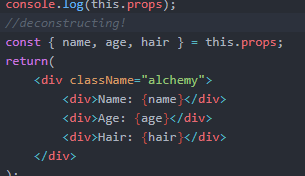 console.log(this.props);
//deconstructing!
const { name, age, hair } = this.props;
return(
<div className="alchemy">
<div>Name: {name}</div>
<div>Age: {age}</div>
<div>Hair: {hair}</div>
</div>
);